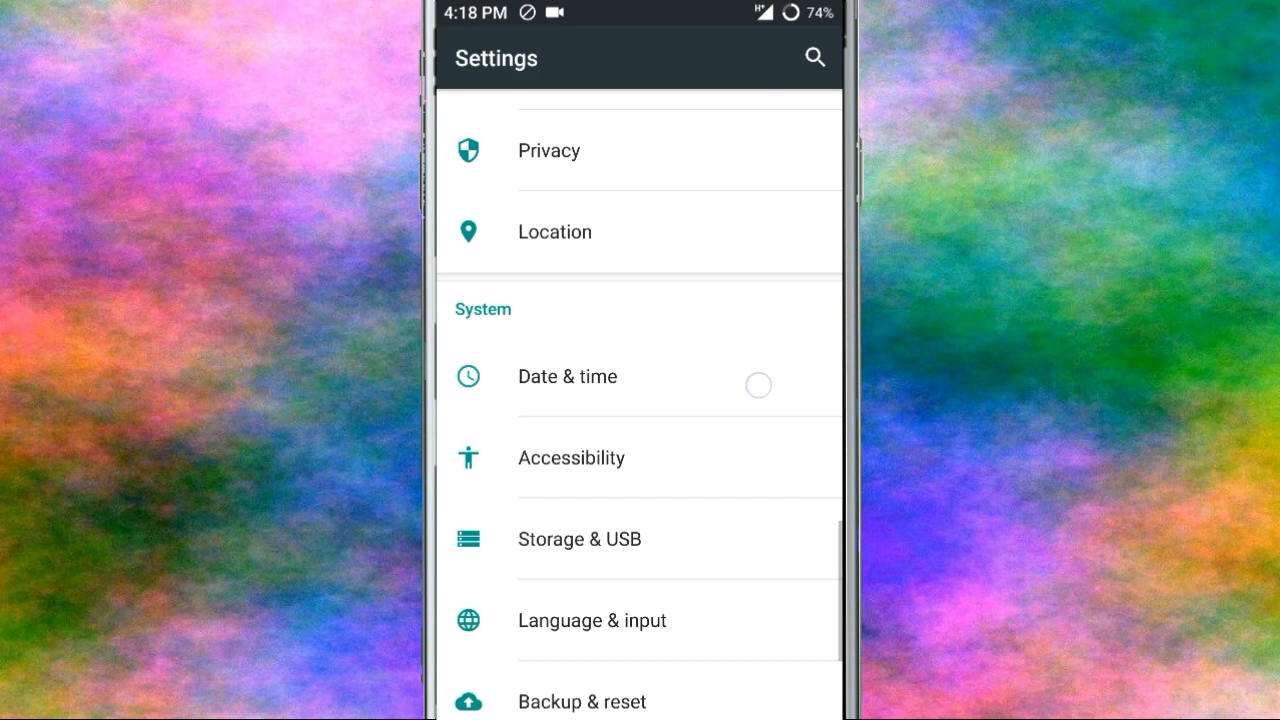 4:18 PM H+ 74%
Settings
Privacy
Location
System
Date & time
Accessibility
Storage & USB
Language & input
Backup & reset